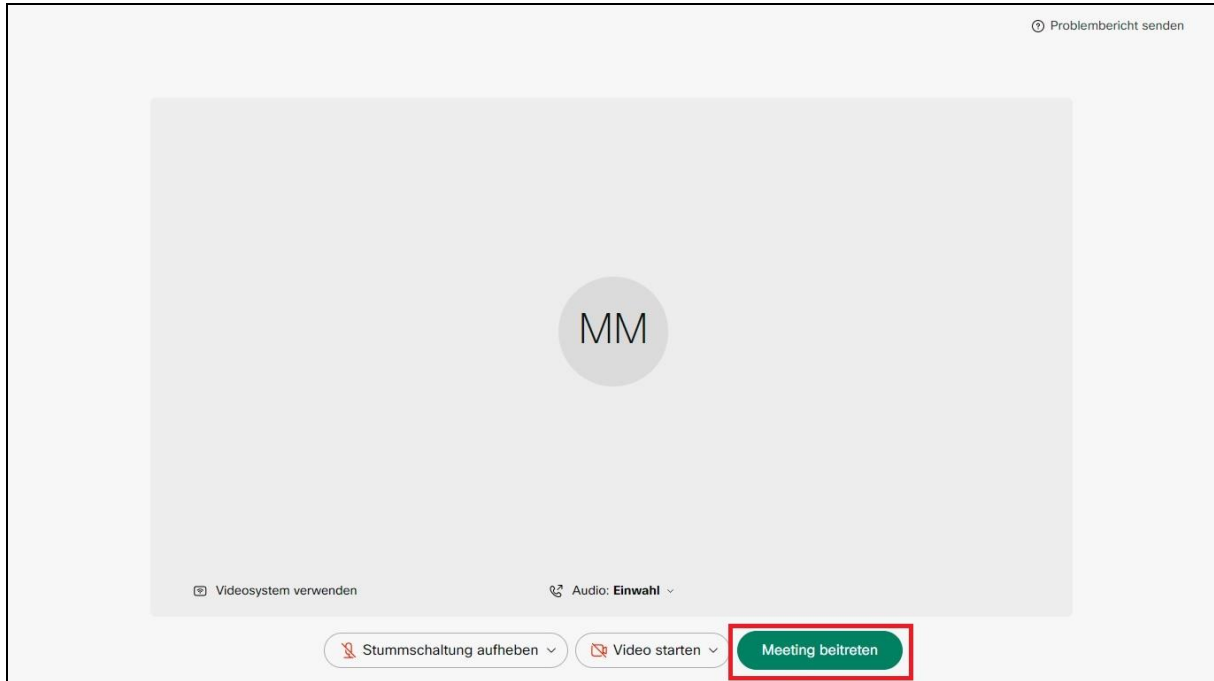 Problembericht senden
MM
Videosystem verwenden
Audio: Einwahl
Stummschaltung aufheben
Video starten
Meeting beitreten